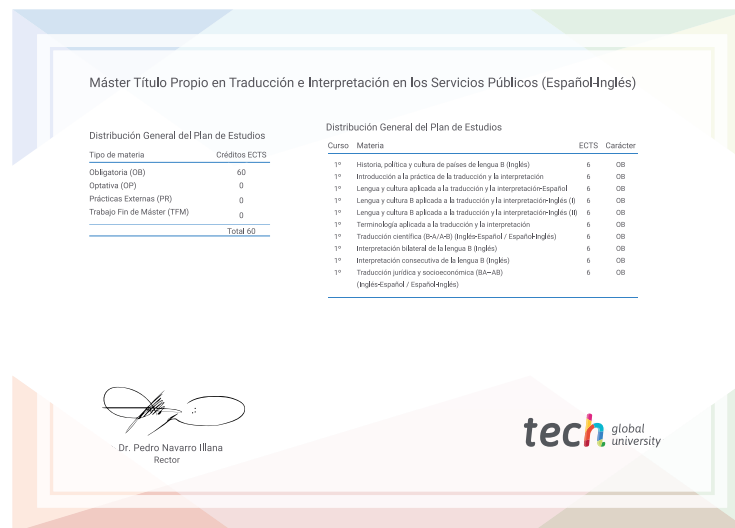 Máster Título Propio en Traducción e Interpretación en los Servicios Públicos (Español-Inglés)
Distribución General del Plan de Estudios
Tipo de materia Créditos ECTS
Obligatoria (OB) 60
Optativa (OP) 0
Prácticas Externas (PR) 0
Trabajo Fin de Máster (TFM) 0
Total 60
Distribución General del Plan de Estudios
Curso Materia ECTS Carácter
1º Historia, política y cultura de países de lengua B (Inglés) 6 OB
1º Introducción a la práctica de la traducción y la interpretación 6 OB
1º Lengua y cultura aplicada a la traducción y la interpretación-Español 6 OB
1º Lengua y cultura B aplicada a la traducción y la interpretación-Inglés (I) 6 OB
1º Lengua y cultura B aplicada a la traducción y la interpretación-Inglés (II) 6 OB
1º Terminología aplicada a la traducción y la interpretación 6 OB
1º Traducción científica (B-A/A-B) (Inglés-Español / Español-Inglés) 6 OB
1º Interpretación bilateral de la lengua B (Inglés) 6 OB
1º Interpretación consecutiva de la lengua B (Inglés) 6 OB
1º Traducción jurídica y socioeconómica (BA–AB) 6 OB
(Inglés-Español / Español-Inglés)
Dr. Pedro Navarro Illana
Rector
tech global
university